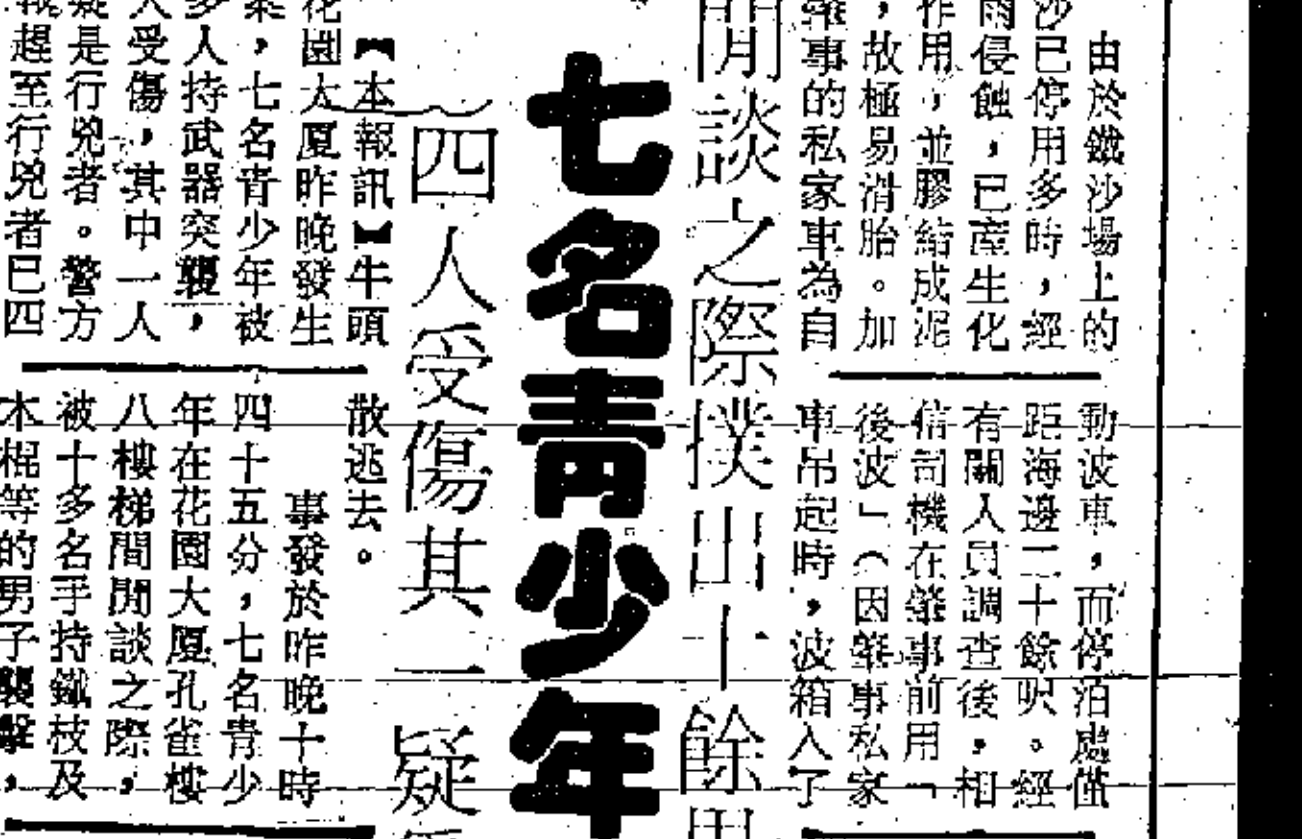 由於鐵沙場上的
沙已停用多時，經
雨侵蝕，已產生化
作用，並膠結成泥
，故極易滑胎。加
肇事的私家車為自
動波車，而停泊處僅
距海邊二十餘呎。經
有關人員調查後，相
信司機在肇事前用「
後波」（因肇事私家
車吊起時，波箱入了
閒談之際撲出十餘
七名青少年
四人受傷其一疑
【本報訊】牛頭
花園大廈昨晚發生
案，七名青少年被
多人持武器突襲，
人受傷，其中一人
疑是行兇者。警方
趕至行兇者已四
散逃去。
事發於昨晚十時
四十五分，七名青少
年在花園大廈孔雀樓
八樓梯間閒談之際，
被十多名手持鐵枝及
木棍等的男子襲擊，